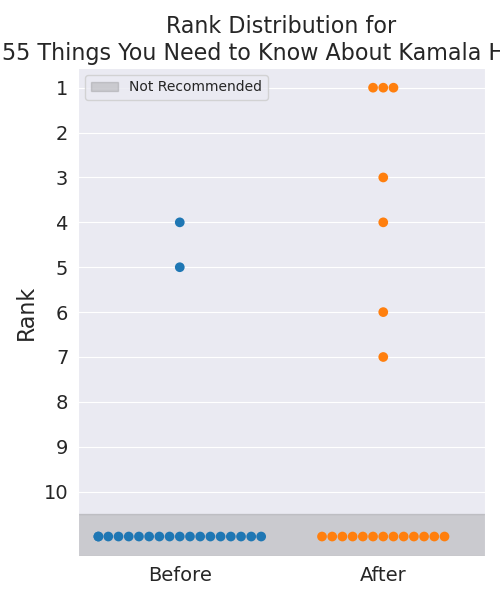 Rank Distribution for
55 Things You Need to Know About Kamala H
Not Recommended
1
2
3
4
5
6
7
8
9
10
Rank
Before
After